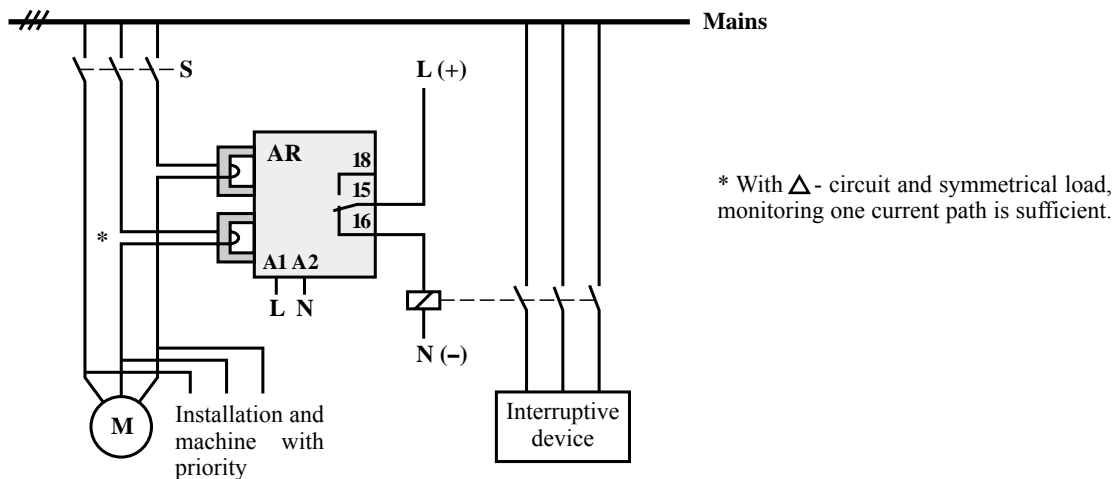 Mains
S
L (+)
AR
18
15
16
* With Δ - circuit and symmetrical load,
monitoring one current path is sufficient.
*
A1 A2
L N
N (–)
M
Installation and
machine with
priority
Interruptive
device